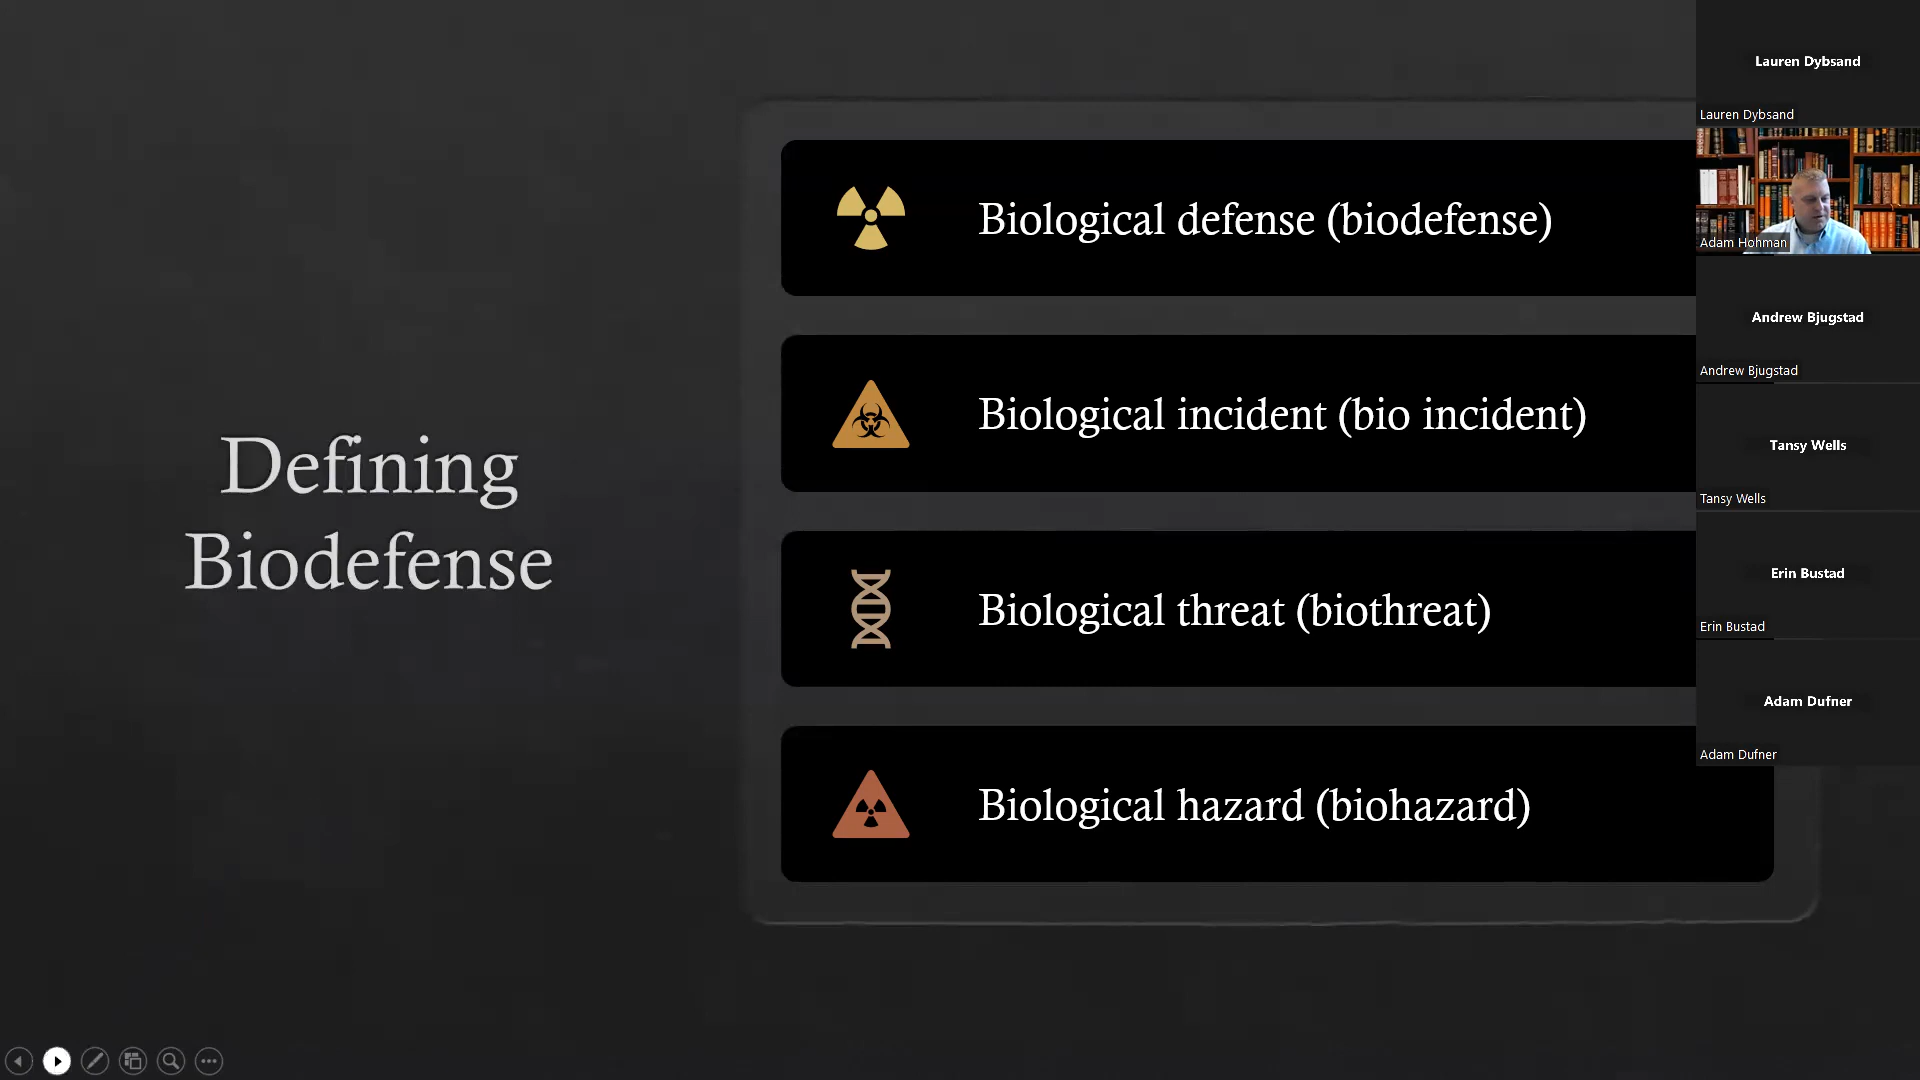 Defining
Biodefense
Biological defense (biodefense)
Biological incident (bio incident)
Biological threat (biothreat)
Biological hazard (biohazard)
Lauren Dybsand
Lauren Dybsand
Adam Hohman
Andrew Bjugstad
Andrew Bjugstad
Tansy Wells
Tansy Wells
Erin Bustad
Erin Bustad
Adam Dufner
Adam Dufner